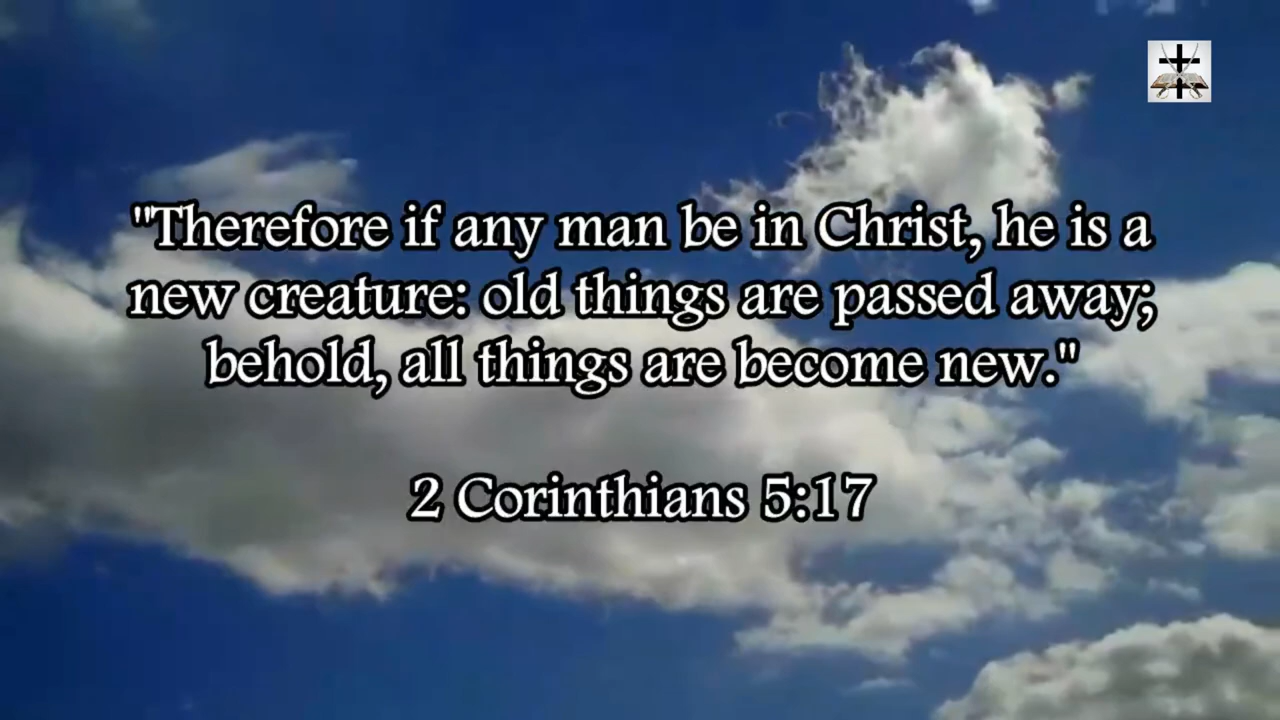 "Therefore if any man be in Christ, he is a
new creature: old things are passed away;
behold, all things are become new."
2 Corinthians 5:17